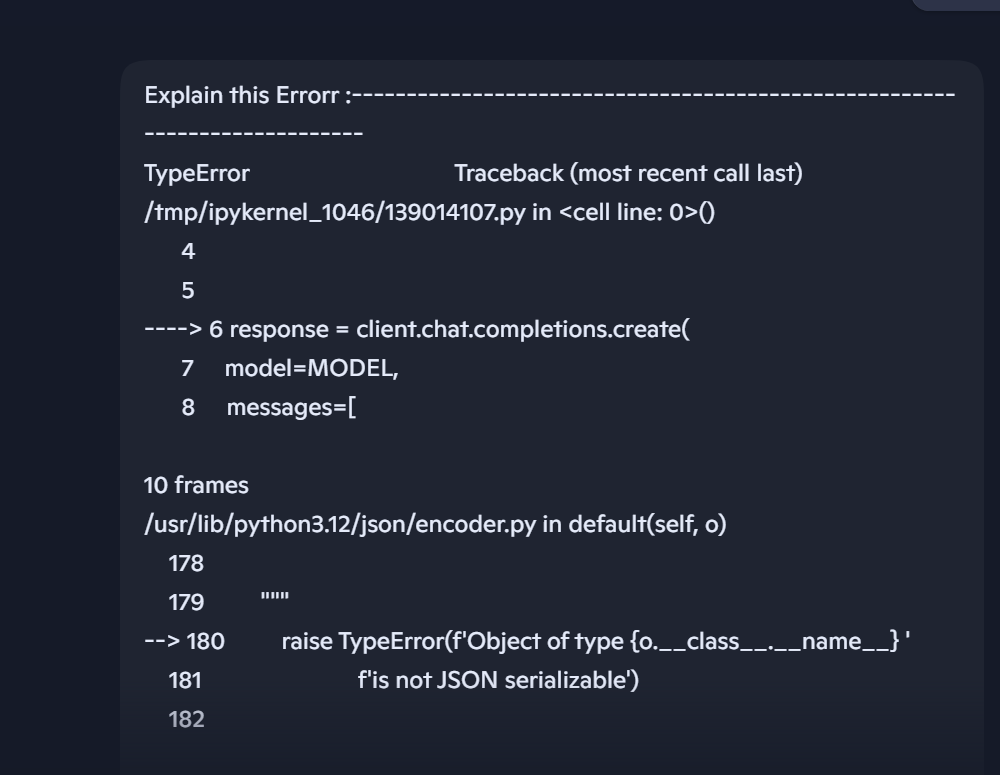 Explain this Errorr :-------------------------------------------------------
--------------------
TypeError                                 Traceback (most recent call last)
/tmp/ipykernel_1046/139014107.py in <cell line: 0>()
      4
      5
----> 6 response = client.chat.completions.create(
      7     model=MODEL,
      8     messages=[
10 frames
/usr/lib/python3.12/json/encoder.py in default(self, o)
    178
    179         """
--> 180         raise TypeError(f'Object of type {o.__class__.__name__} '
    181                         f'is not JSON serializable')
    182